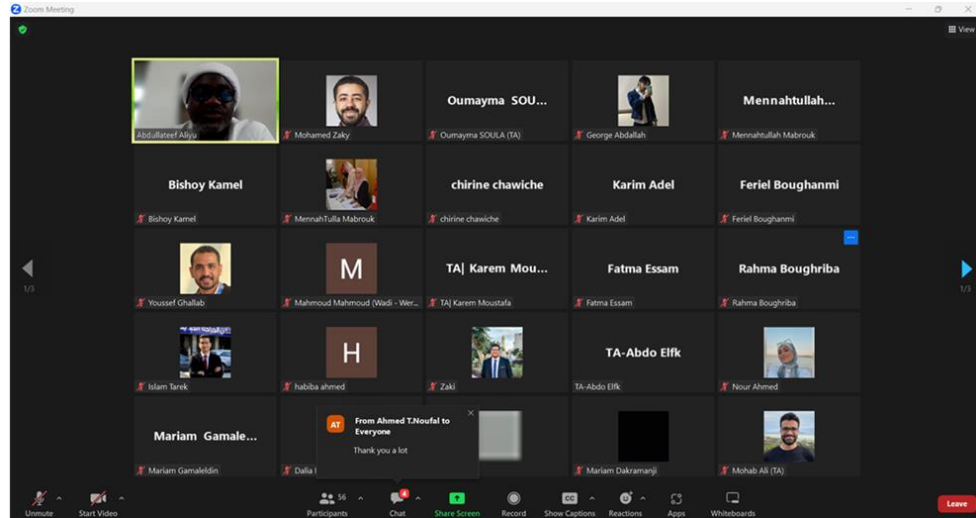 Zoom Meeting
View
Abdullateef Aliyu
Mohamed Zaky
Oumayma SOU...
Oumayma SOULA (TA)
George Abdallah
Mennahtullah...
Mennahtullah Mabrouk
Bishoy Kamel
Bishoy Kamel
MennahTulla Mabrouk
chirine chawiche
chirine chawiche
Karim Adel
Karim Adel
Feriel Boughanmi
Feriel Boughanmi
1/3
Youssef Ghallab
M
Mahmoud Mahmoud (Wadi - Wer...
TA| Karem Mou...
TA| Karem Moustafa
Fatma Essam
Fatma Essam
Rahma Boughriba
Rahma Boughriba
1/3
Islam Tarek
H
habiba ahmed
Zaki
TA-Abdo Elfk
TA-Abdo Elfk
Nour Ahmed
Mariam Gamale...
Mariam Gamaleldin
Dalia
AT
From Ahmed T.Noufal to
Everyone
Thank you a lot
Mariam Dakramanji
Mohab Ali (TA)
Unmute
Start Video
56
Participants
4
Chat
Share Screen
Record
CC
Show Captions
Reactions
Apps
Whiteboards
Leave